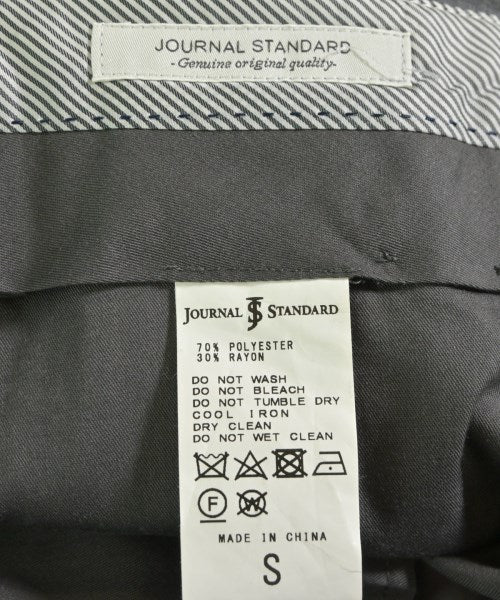 JOURNAL STANDARD
- Genuine original quality-
JOURNAL JS STANDARD
70% POLYESTER
30% RAYON
DO NOT WASH
DO NOT BLEACH
DO NOT TUMBLE DRY
COOL IRON
DRY CLEAN
DO NOT WET CLEAN
F W
MADE IN CHINA
S